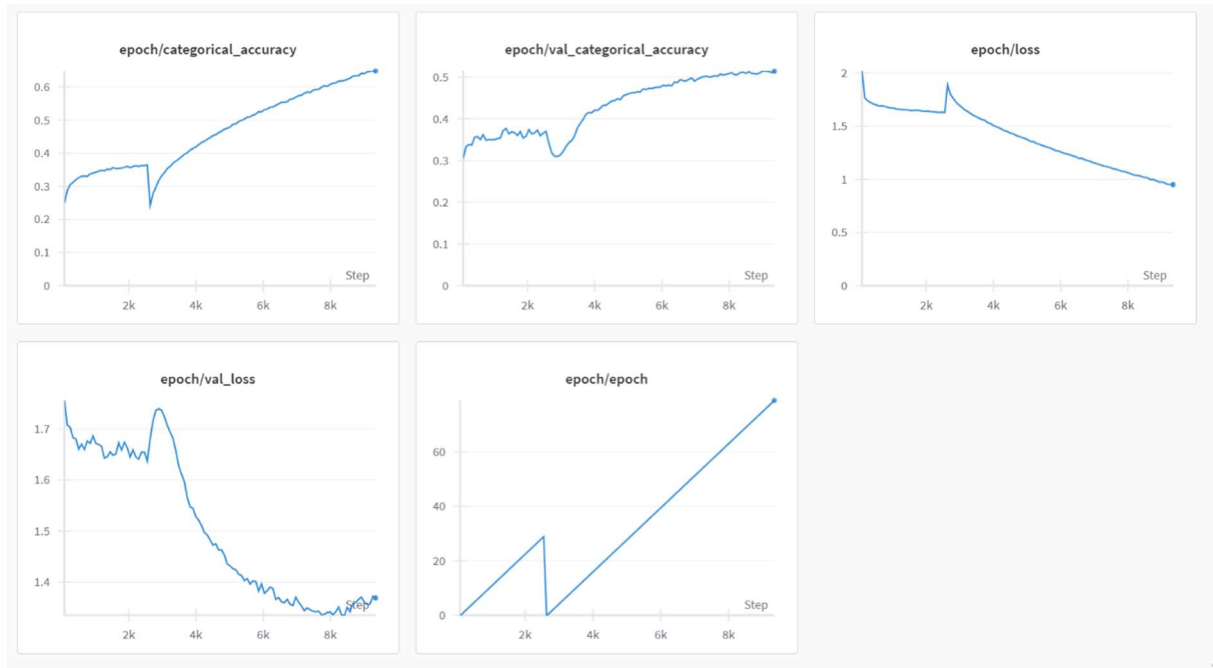 epoch/categorical_accuracy
0.6
0.5
0.4
0.3
0.2
0.1
0
Step
2k 4k 6k 8k
epoch/val_categorical_accuracy
0.5
0.4
0.3
0.2
0.1
0
Step
2k 4k 6k 8k
epoch/loss
2
1.5
1
0.5
0
Step
2k 4k 6k 8k
epoch/val_loss
1.7
1.6
1.5
1.4
Step
2k 4k 6k 8k
epoch/epoch
60
40
20
0
Step
2k 4k 6k 8k